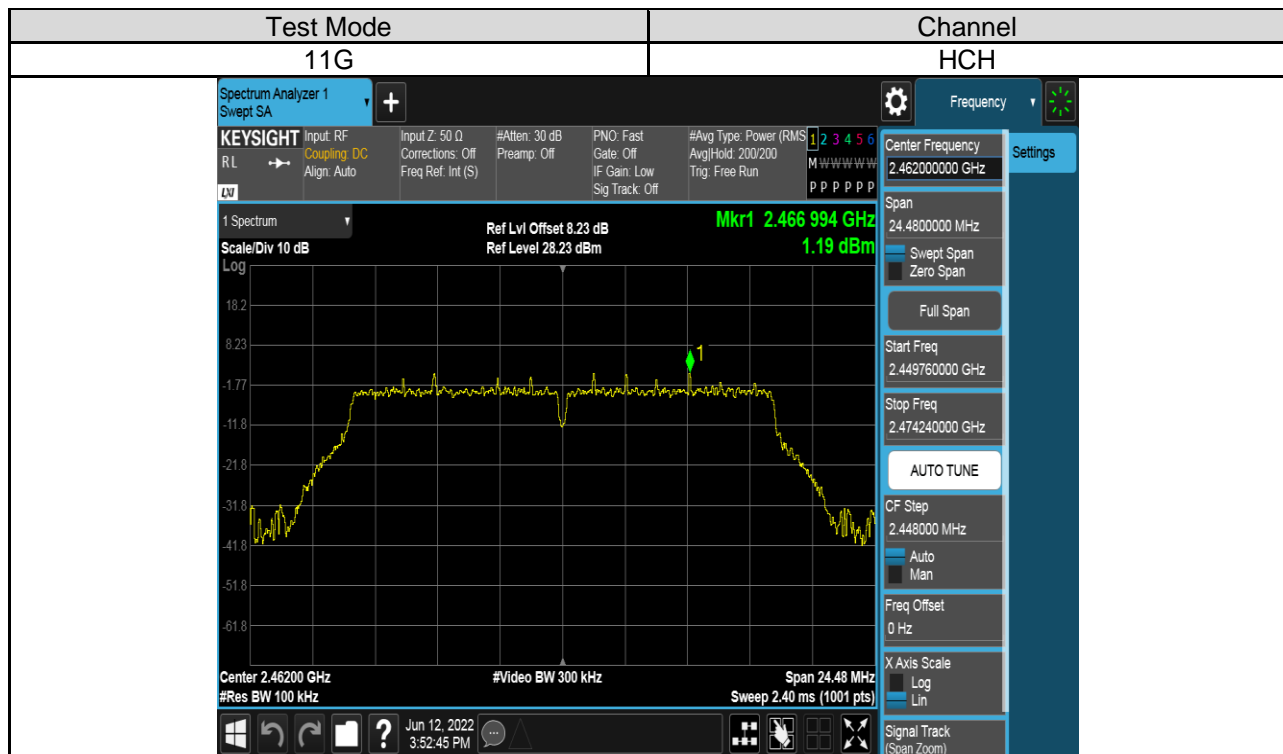 Test Mode Channel
11G HCH
Spectrum Analyzer 1
Swept SA
+
Frequency
KEYSIGHT
R L
LXI
Input: RF
Coupling: DC
Align: Auto
Input Z: 50 Ω
Corrections: Off
Freq Ref: Int (S)
#Atten: 30 dB
Preamp: Off
PNO: Fast
Gate: Off
IF Gain: Low
Sig Track: Off
#Avg Type: Power (RMS
Avg|Hold: 200/200
Trig: Free Run
1 2 3 4 5 6
M W W W W W
P P P P P P
1 Spectrum
Scale/Div 10 dB
Ref Lvl Offset 8.23 dB
Ref Level 28.23 dBm
Mkr1 2.466 994 GHz
1.19 dBm
Log
18.2
8.23
-1.77
-11.8
-21.8
-31.8
-41.8
-51.8
-61.8
1
Center 2.46200 GHz
#Res BW 100 kHz
#Video BW 300 kHz
Span 24.48 MHz
Sweep 2.40 ms (1001 pts)
Center Frequency
2.462000000 GHz
Settings
Span
24.4800000 MHz
Swept Span
Zero Span
Full Span
Start Freq
2.449760000 GHz
Stop Freq
2.474240000 GHz
AUTO TUNE
CF Step
2.448000 MHz
Auto
Man
Freq Offset
0 Hz
X Axis Scale
Log
Lin
Signal Track
(Span Zoom)
?
Jun 12, 2022
3:52:45 PM